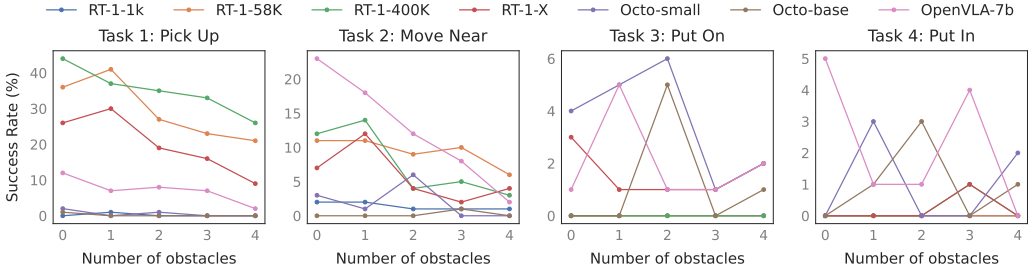 RT-1-1k RT-1-58K RT-1-400K RT-1-X Octo-small Octo-base OpenVLA-7b
Task 1: Pick Up Task 2: Move Near Task 3: Put On Task 4: Put In
Success Rate (%)
40
30
20
10
0
0 1 2 3 4
Number of obstacles
20
15
10
5
0
0 1 2 3 4
Number of obstacles
6
4
2
0
0 1 2 3 4
Number of obstacles
5
4
3
2
1
0
0 1 2 3 4
Number of obstacles